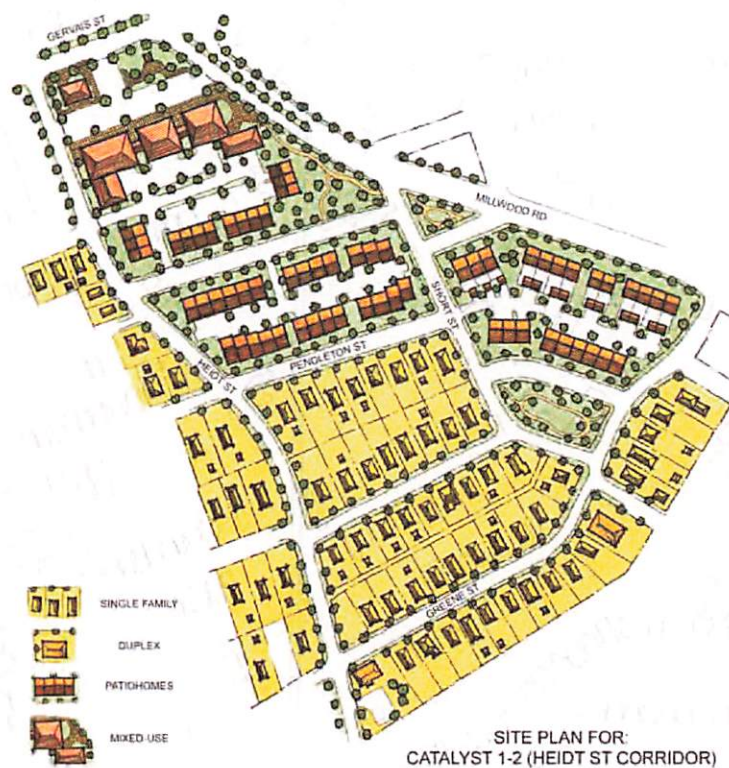 GERVAIS ST
MILLWOOD RD
SHORT ST
PENDLETON ST
HEIDT ST
GREENE ST
SINGLE FAMILY
DUPLEX
PATIOHOMES
MIXED-USE
SITE PLAN FOR:
CATALYST 1-2 (HEIDT ST CORRIDOR)